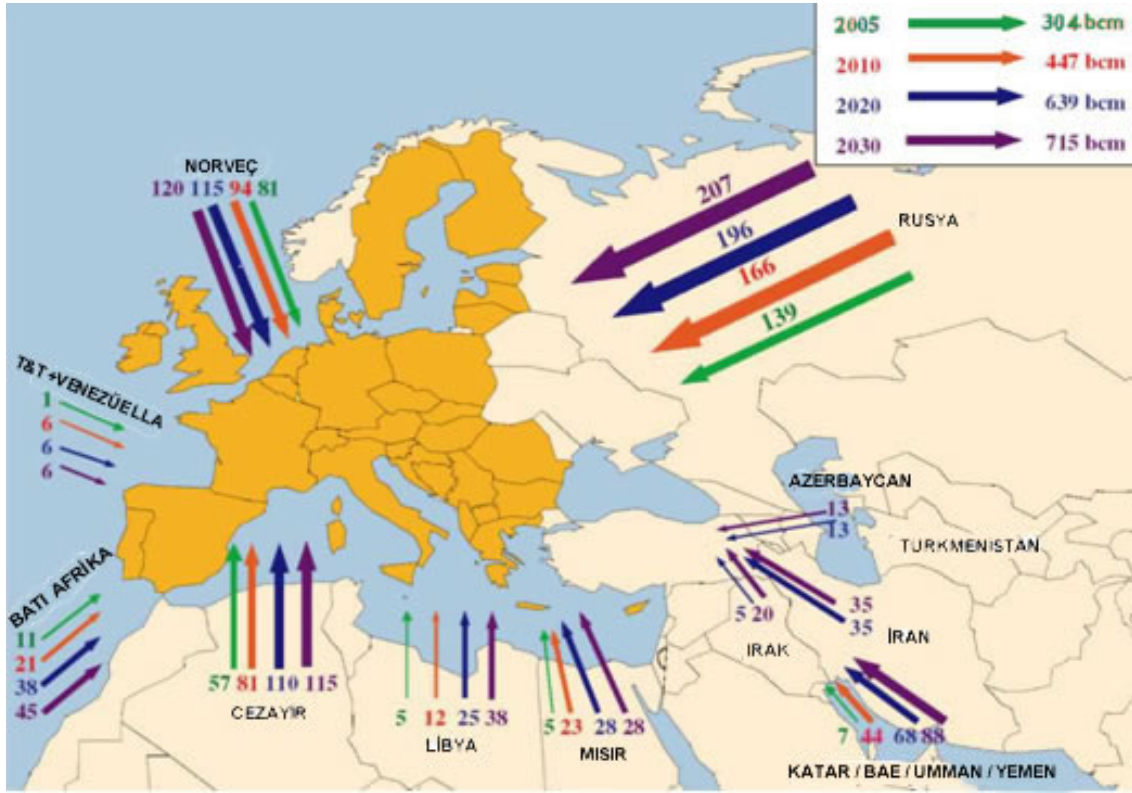 2005 304 bcm
2010 447 bcm
2020 639 bcm
2030 715 bcm
NORVEÇ
120 115 94 81
207
196
166
139
RUSYA
T&T+VENEZÜELLA
1
6
6
6
AZERBAYCAN
13
13
TÜRKMENİSTAN
BATI AFRİKA
11
21
38
45
57 81 110 115
CEZAYIR
5 12 25 38
LİBYA
5 23 28 28
MISIR
5 20
IRAK
35
35
İRAN
7 44 68 88
KATAR / BAE / UMMAN / YEMEN